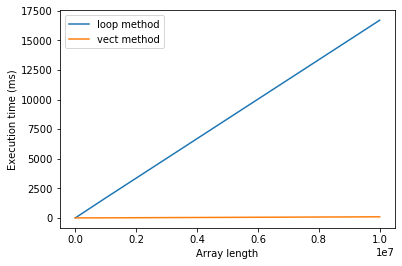 17500
15000
12500
10000
7500
5000
2500
0
Execution time (ms)
loop method
vect method
0.0 0.2 0.4 0.6 0.8 1.0
1e7
Array length